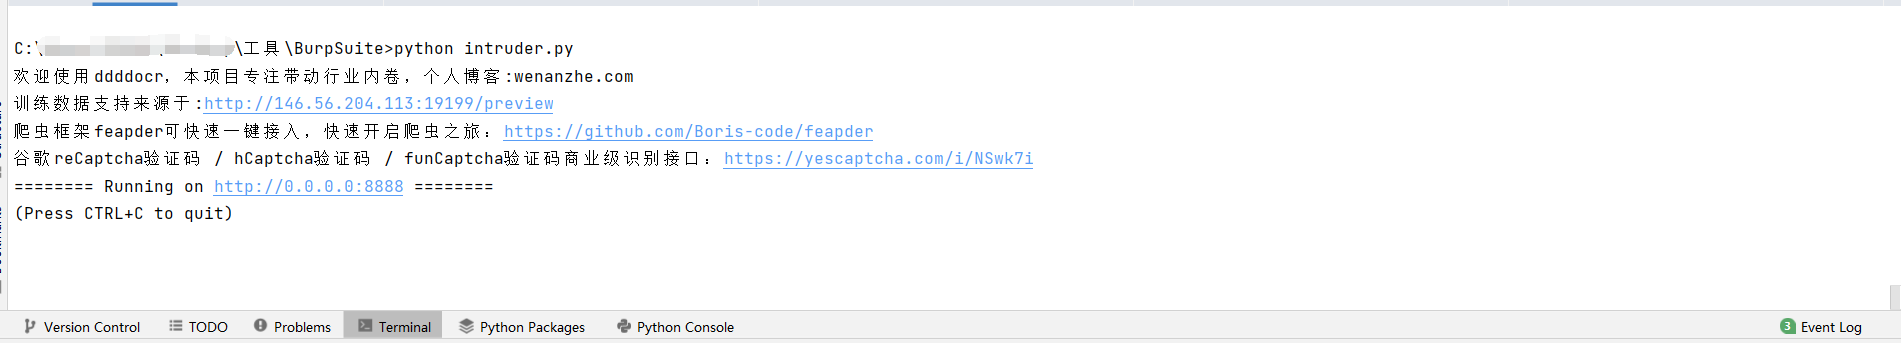 C:\ \工具\BurpSuite>python intruder.py
欢迎使用ddddocr，本项目专注带动行业内卷，个人博客:wenanzhe.com
训练数据支持来源于:http://146.56.204.113:19199/preview
爬虫框架feapder可快速一键接入，快速开启爬虫之旅：https://github.com/Boris-code/feapder
谷歌reCaptcha验证码 / hCaptcha验证码 / funCaptcha验证码商业级识别接口：https://yescaptcha.com/i/NSwk7i
======== Running on http://0.0.0.0:8888 ========
(Press CTRL+C to quit)
Version Control TODO Problems Terminal Python Packages Python Console 3 Event Log